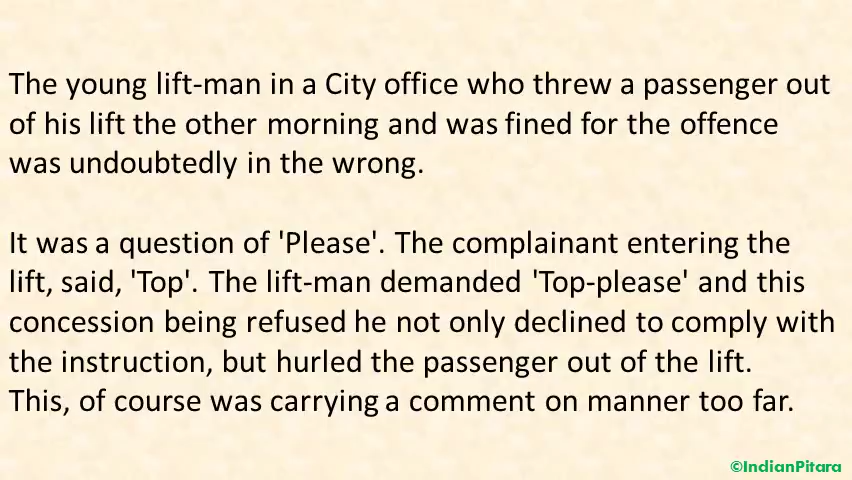 The young lift-man in a City office who threw a passenger out
of his lift the other morning and was fined for the offence
was undoubtedly in the wrong.
It was a question of 'Please'. The complainant entering the
lift, said, 'Top'. The lift-man demanded 'Top-please' and this
concession being refused he not only declined to comply with
the instruction, but hurled the passenger out of the lift.
This, of course was carrying a comment on manner too far.
©IndianPitara